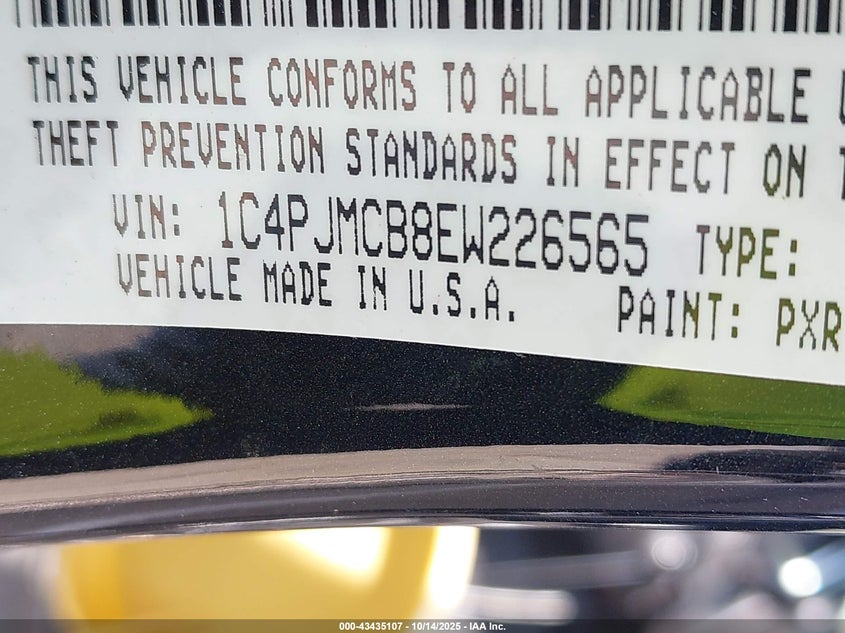 THIS VEHICLE CONFORMS TO ALL APPLICABLE
THEFT PREVENTION STANDARDS IN EFFECT ON
VIN: 1C4PJMCB8EW226565 TYPE:
VEHICLE MADE IN U.S.A. PAINT: PXR
000-43435107 - 10/14/2025 - IAA Inc.